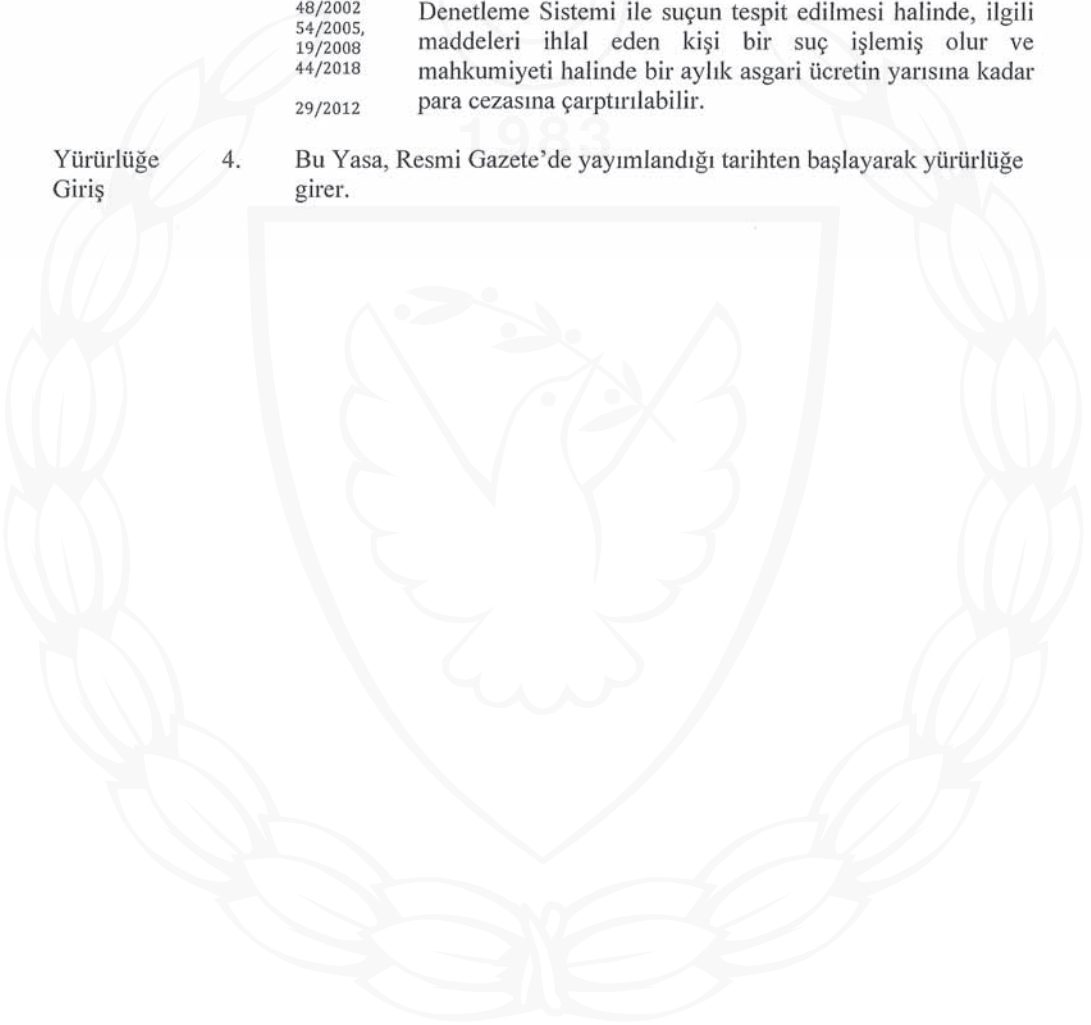 48/2002
54/2005,
19/2008
44/2018
29/2012
Denetleme Sistemi ile suçun tespit edilmesi halinde, ilgili
maddeleri ihlal eden kişi bir suç işlemiş olur ve
mahkumiyeti halinde bir aylık asgari ücretin yarısına kadar
para cezasına çarptırılabilir.
1983
Yürürlüğe
Giriş
4.
Bu Yasa, Resmi Gazete’de yayımlandığı tarihten başlayarak yürürlüğe
girer.